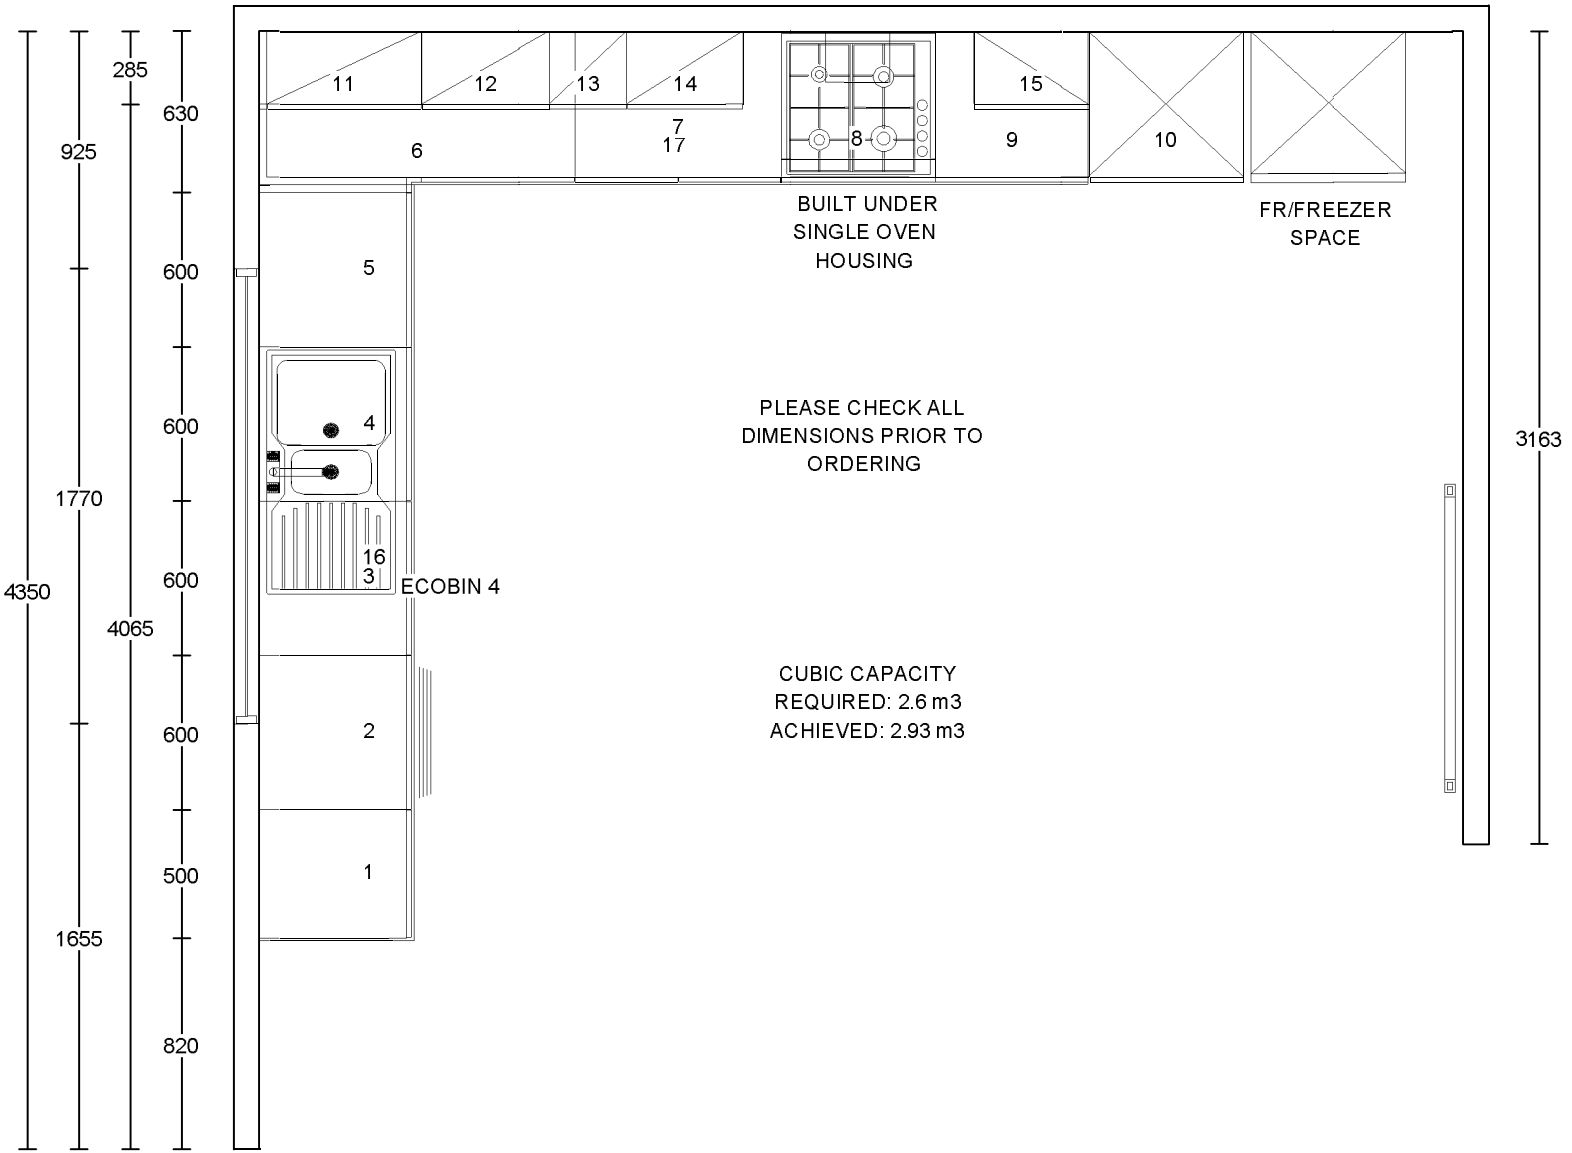 285
630
925
11
12
13
14
15
6
7
17
8
9
10
BUILT UNDER
SINGLE OVEN
HOUSING
FR/FREEZER
SPACE
600
5
600
4
PLEASE CHECK ALL
DIMENSIONS PRIOR TO
ORDERING
3163
1770
4350
600
16
3
ECOBIN 4
4065
CUBIC CAPACITY
REQUIRED: 2.6 m3
ACHIEVED: 2.93 m3
600
2
500
1
1655
820